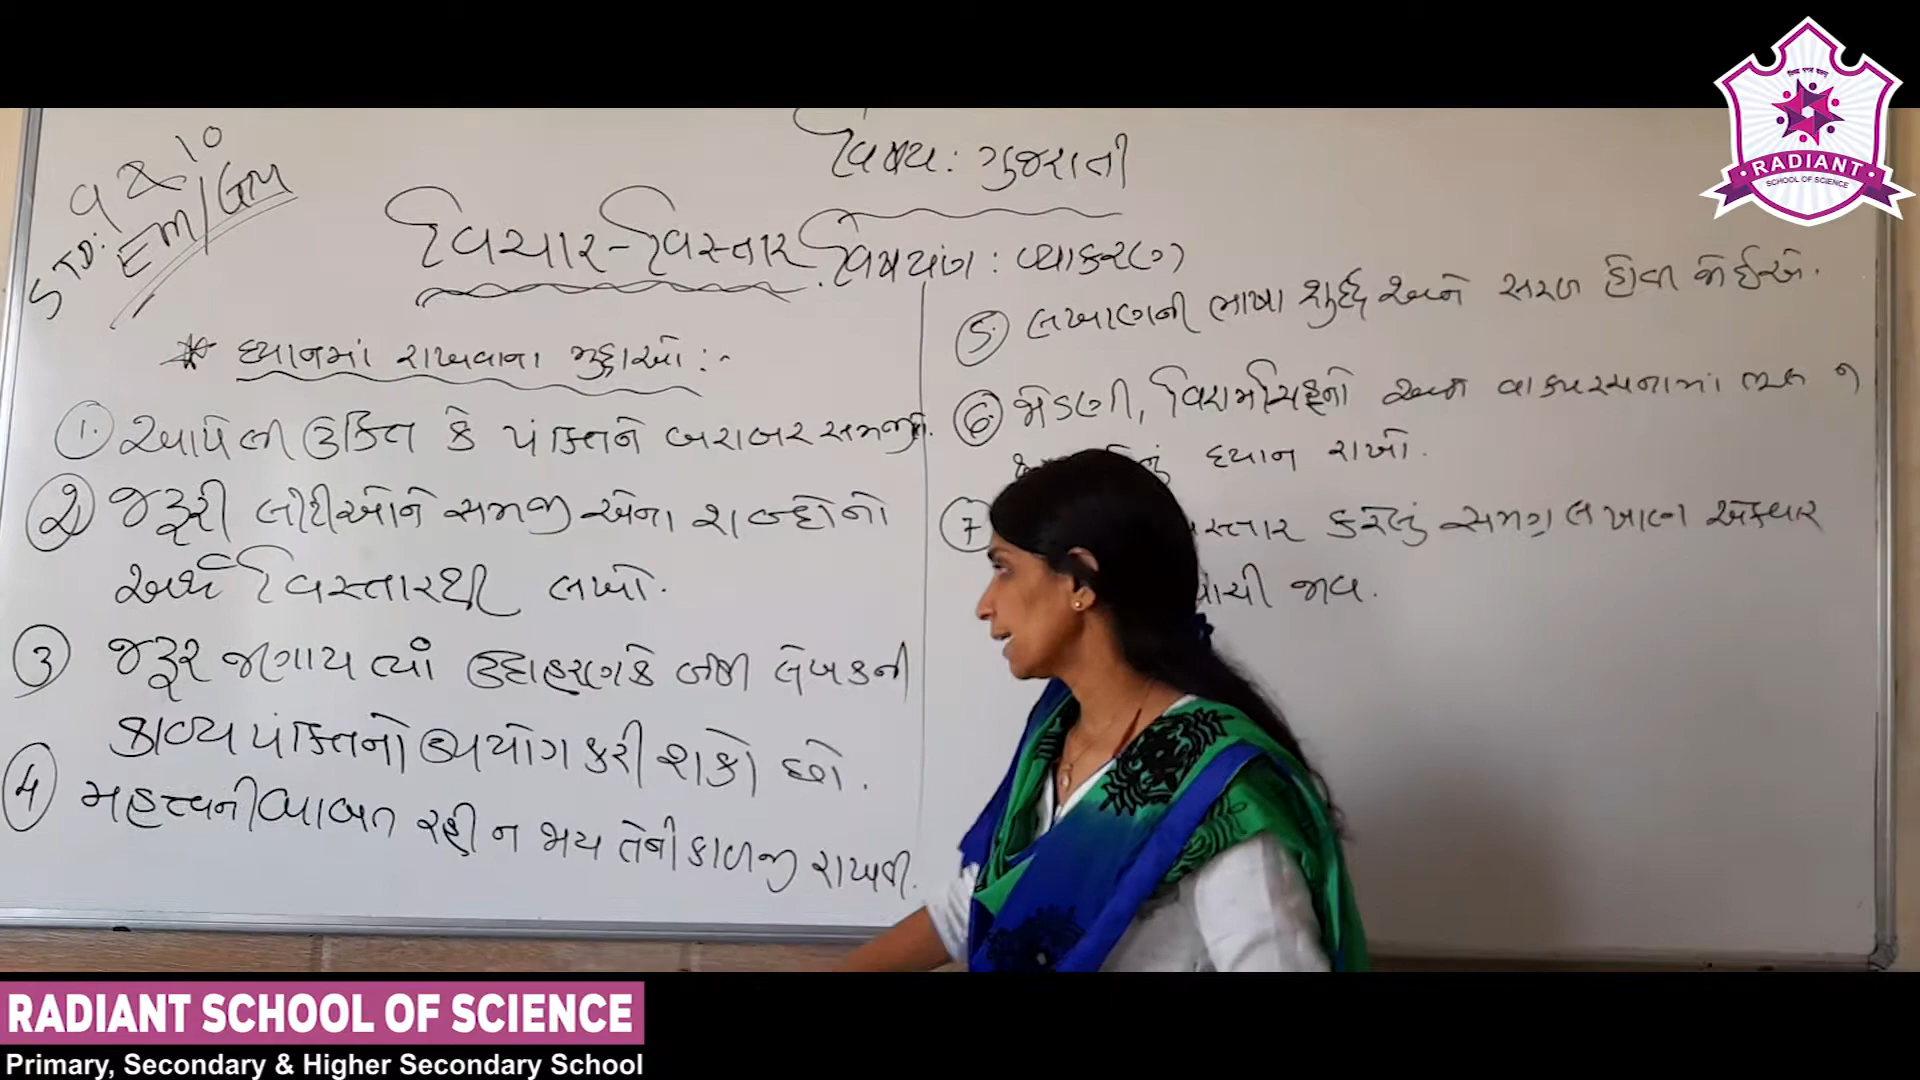 STD: 9 & 10
EM/GM
વિષય: ગુજરાતી
વિચાર-વિસ્તાર. વિષયાંગ: વ્યાકરણ
* ધ્યાનમાં રાખવાના મુદ્દાઓ:-
1. આપેલી ઉક્તિ કે પંક્તિને બરાબર સમજવી.
2) જરૂરી લીટીઓને સમજી એના શબ્દોનો
અર્થ વિસ્તારથી લખો.
3 જરૂર જણાય ત્યાં ઉદાહરણ કે બીજી લેખકની
કાવ્ય પંક્તિનો ઉપયોગ કરી શકો છો.
4 મહત્ત્વની બાબત રહી ન જાય તેની કાળજી રાખવી.
5. લખાણની ભાષા શુદ્ધ અને સરળ હોવી જોઈએ.
6. જોડણી, વિરામચિહ્નો અને વાક્યરચનામાં ભૂલ ન
ધ્યાન રાખો.
7 કરેલું સમગ્ર લખાણ એકવાર
જાવ.
RADIANT
SCHOOL OF SCIENCE
RADIANT SCHOOL OF SCIENCE
Primary, Secondary & Higher Secondary School